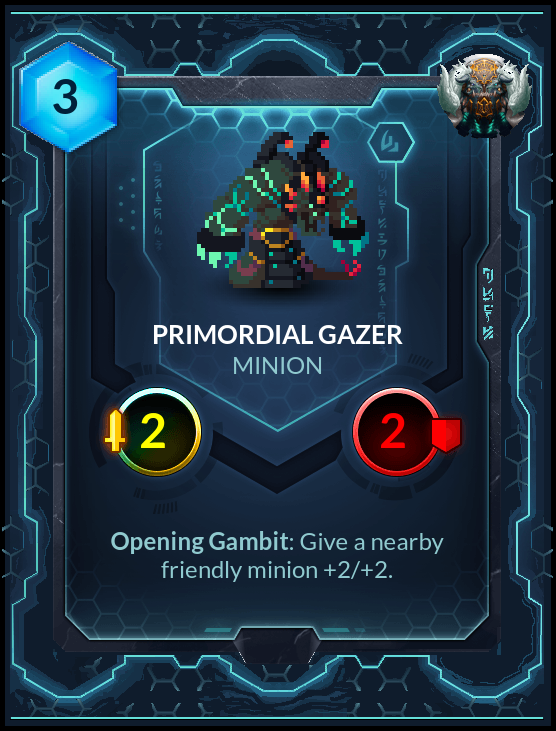 3
PRIMORDIAL GAZER
MINION
2 2
Opening Gambit: Give a nearby
friendly minion +2/+2.